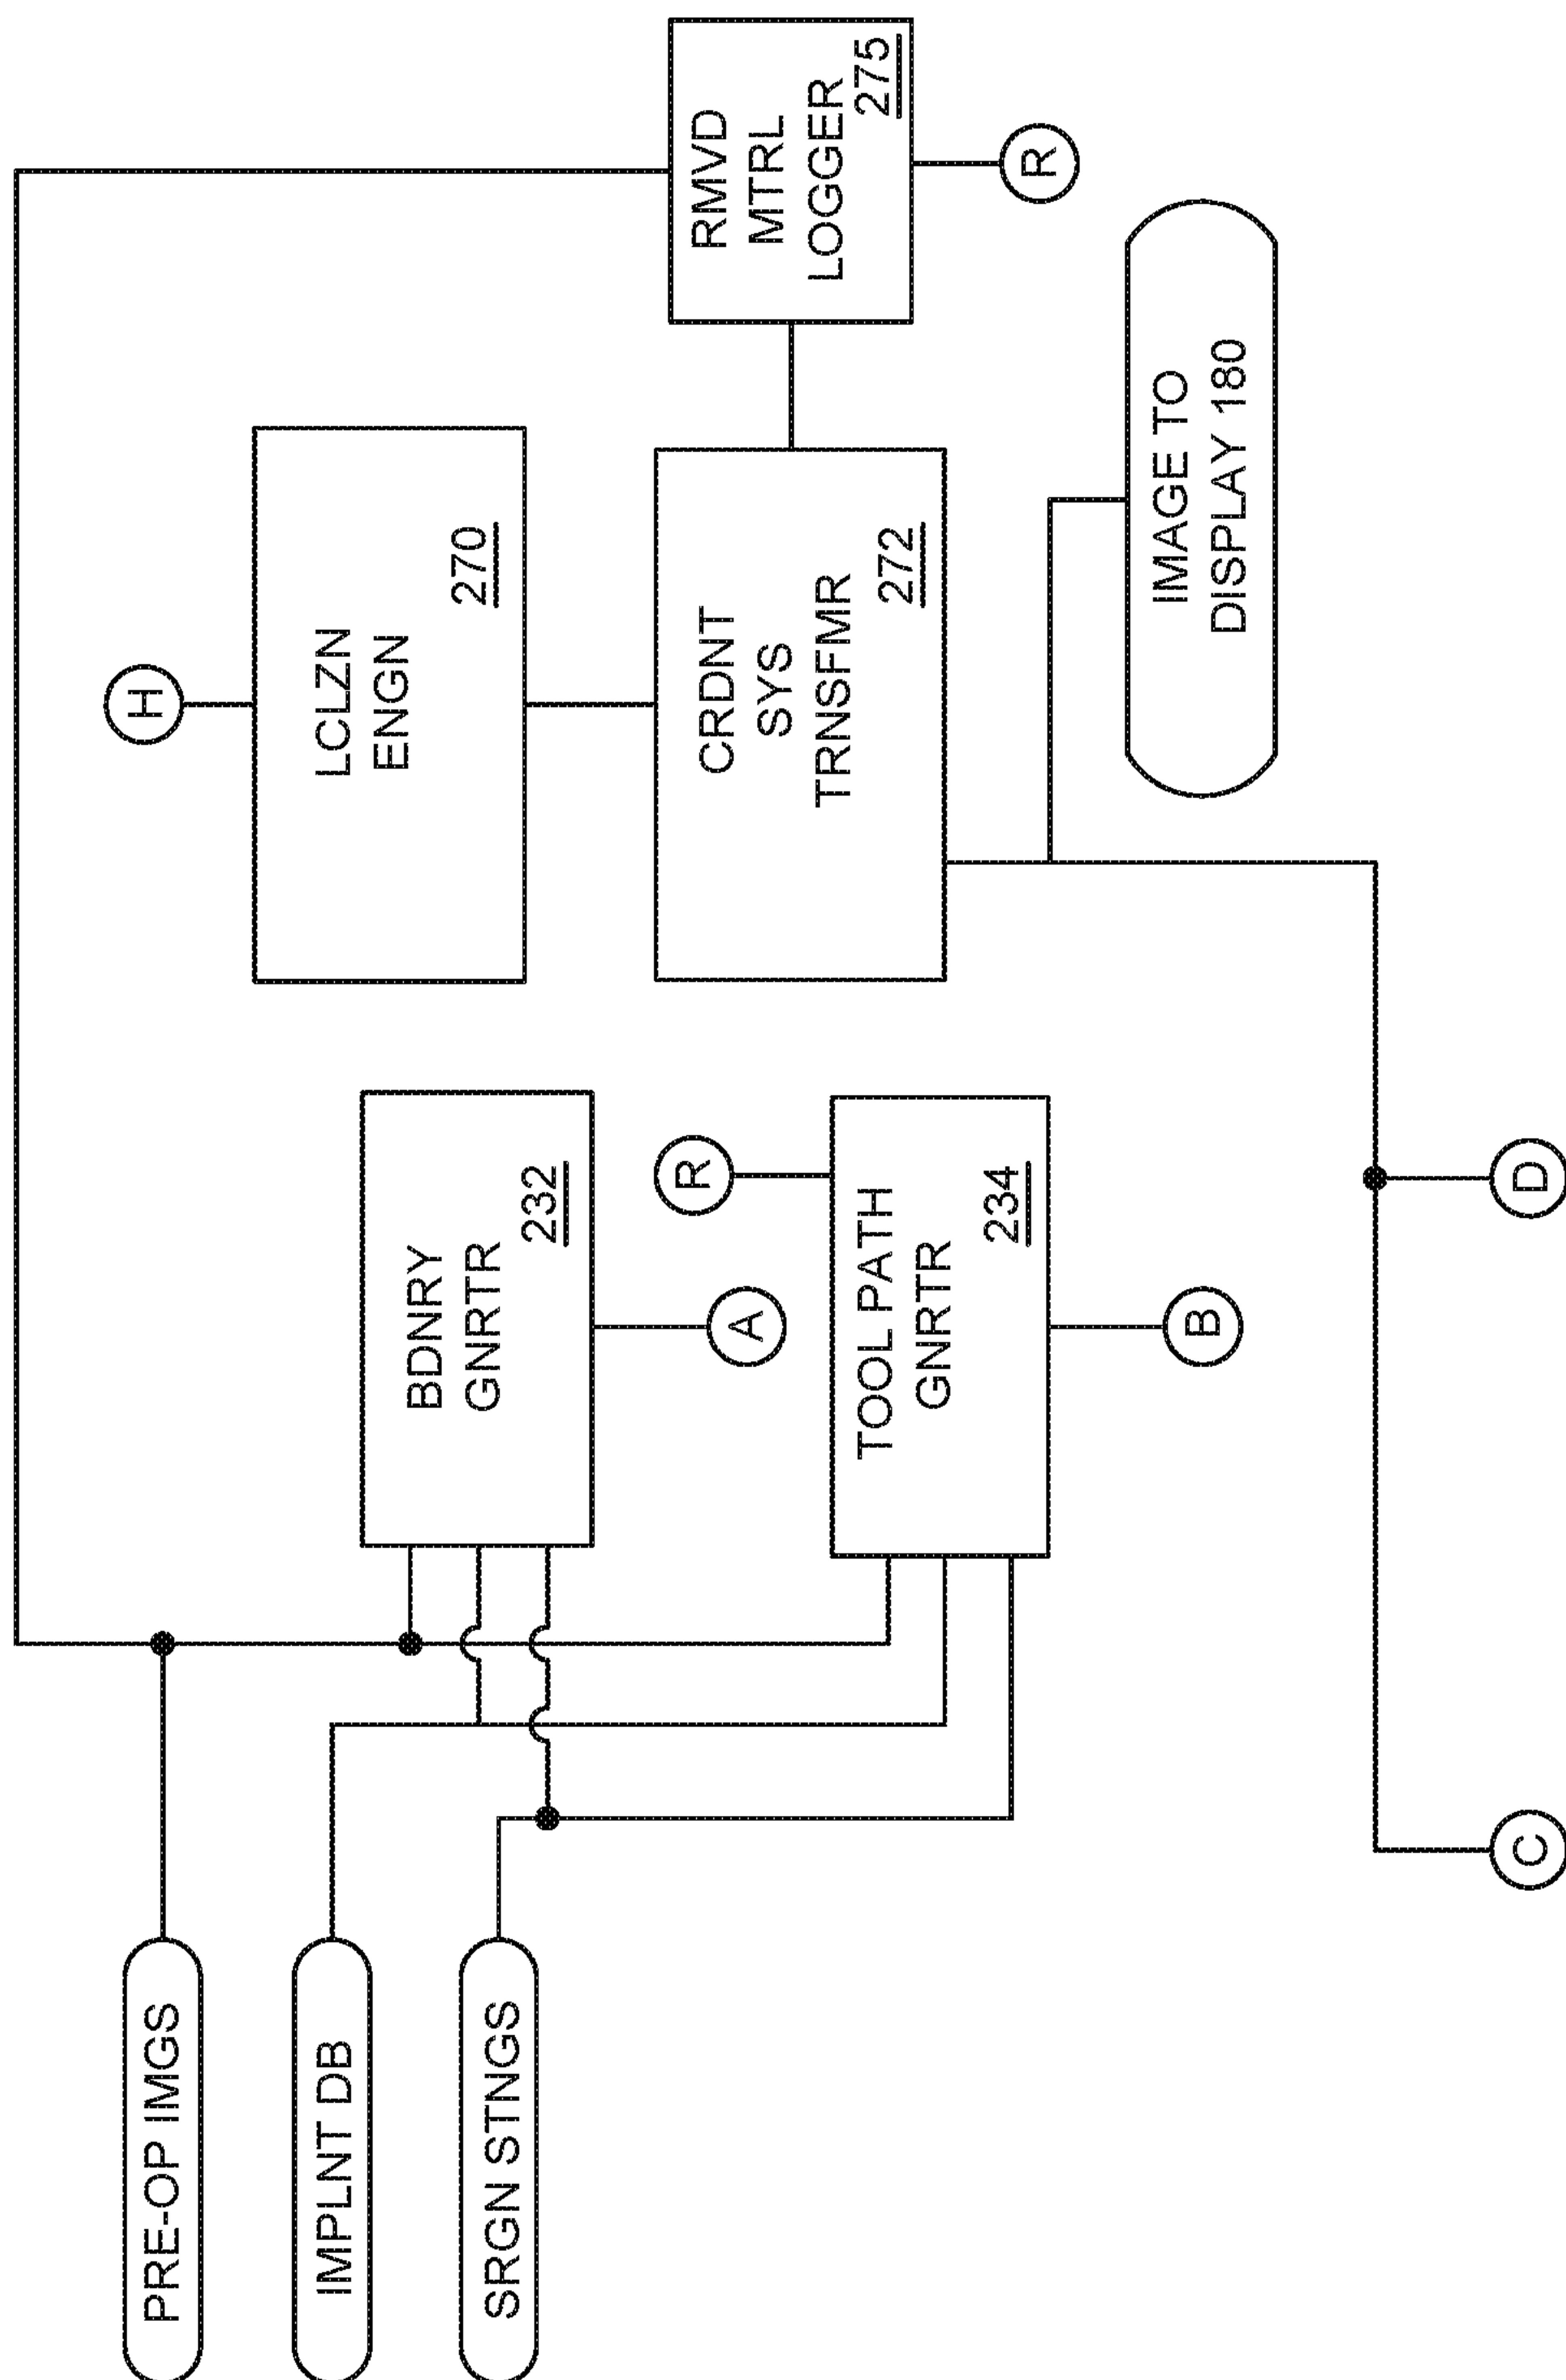 PRE-OP IMGS
IMPLNT DB
SRGN STNGS
BDNRY
GNRTR
232
A
R
TOOL PATH
GNRTR
234
B
H
LCLZN
ENGN
270
CRDNT
SYS
TRNSFMR
272
RMVD
MTRL
LOGGER
275
R
IMAGE TO
DISPLAY 180
C
D